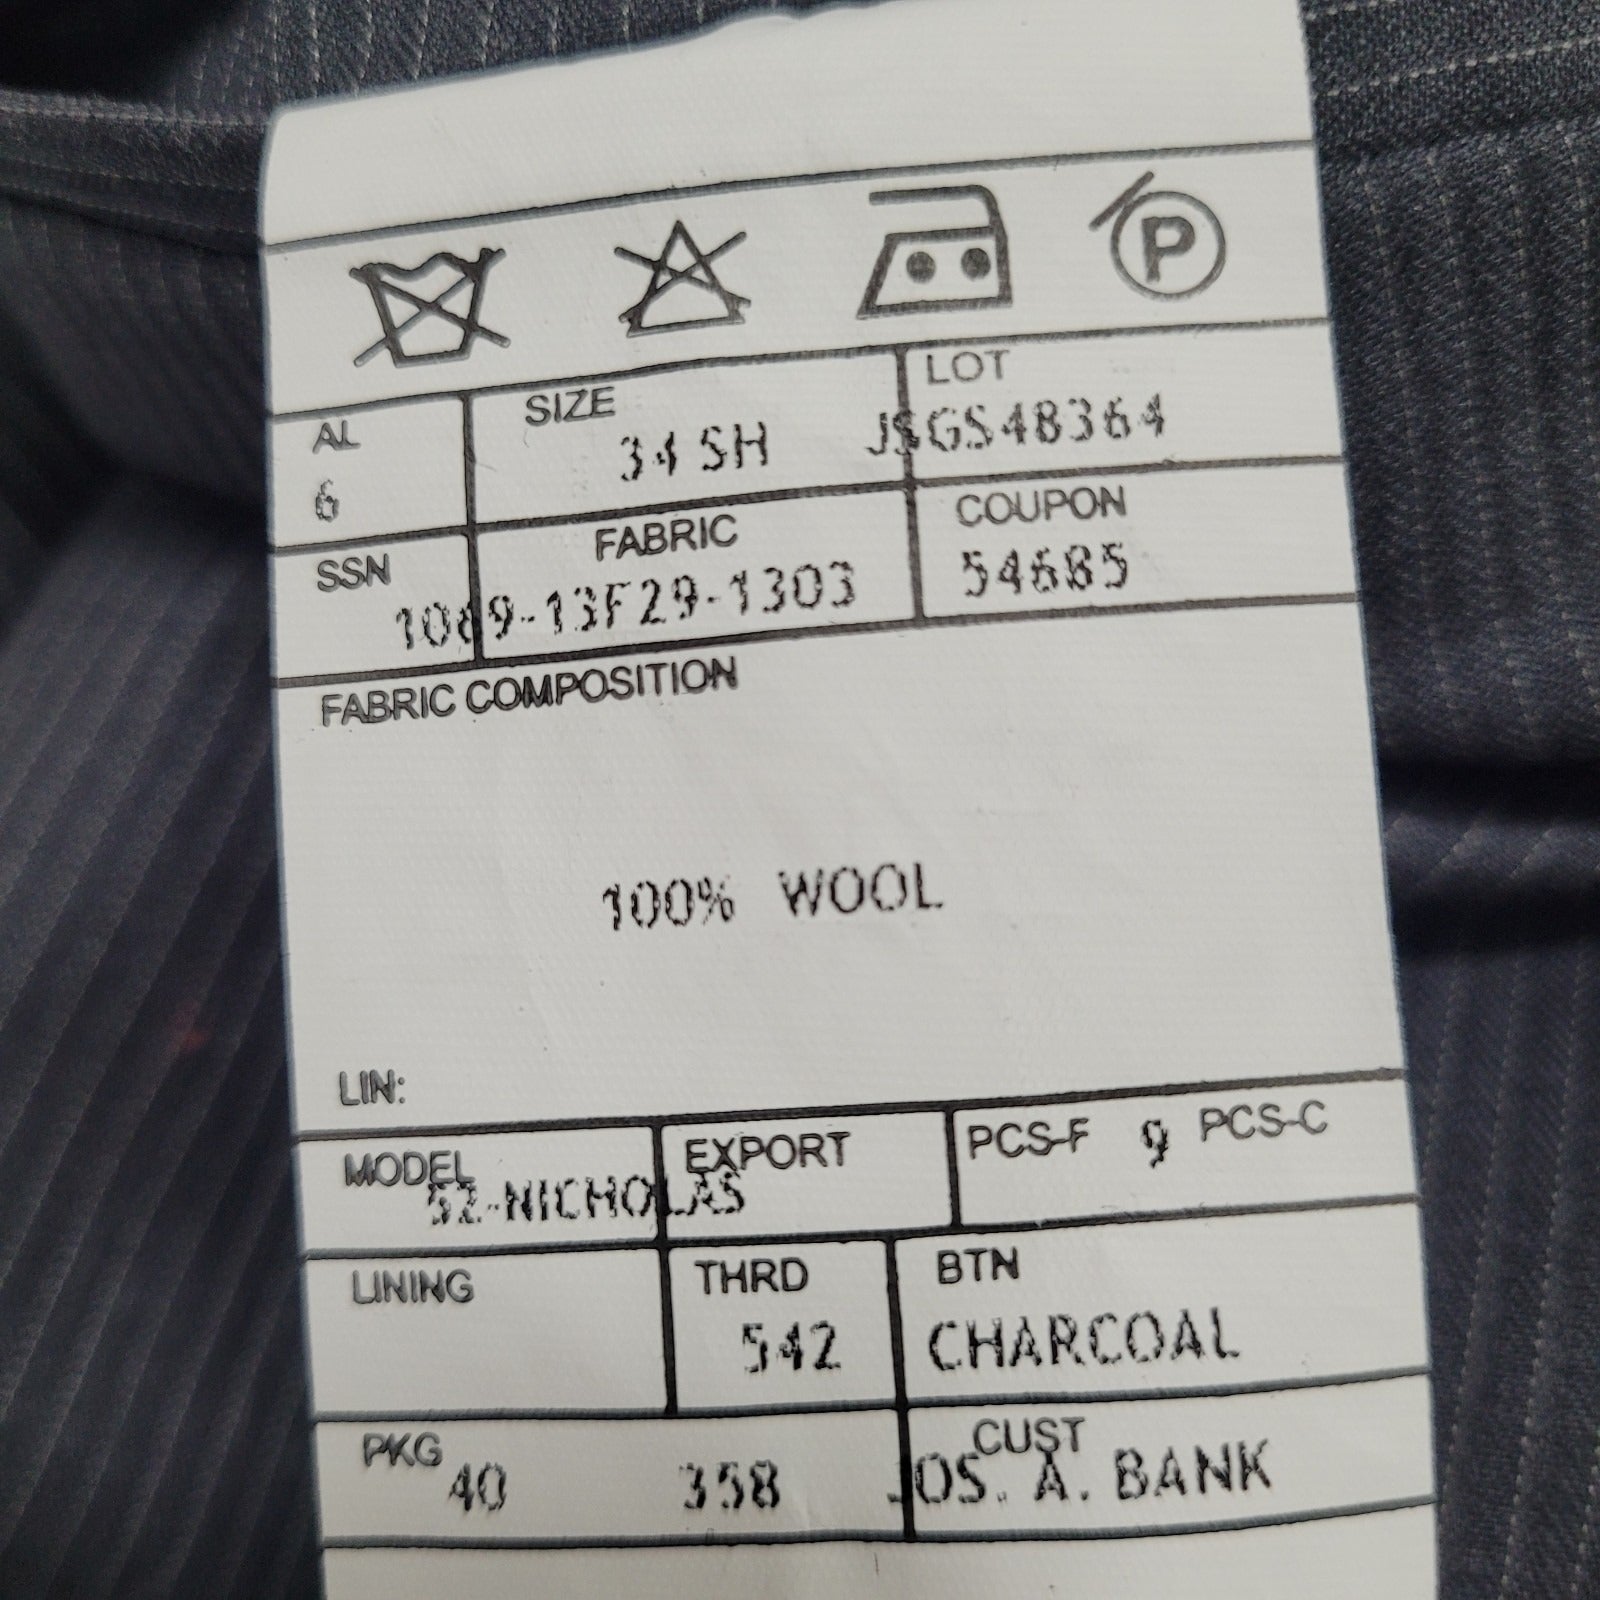 P
AL SIZE LOT
6 34 SH JSGS48364
SSN FABRIC COUPON
1069-13F29-1303 54685
FABRIC COMPOSITION
100% WOOL
LIN:
MODEL EXPORT PCS-F 9 PCS-C
52-NICHOLAS
LINING THRD BTN
542 CHARCOAL
PKG CUST
40 358 JOS. A. BANK